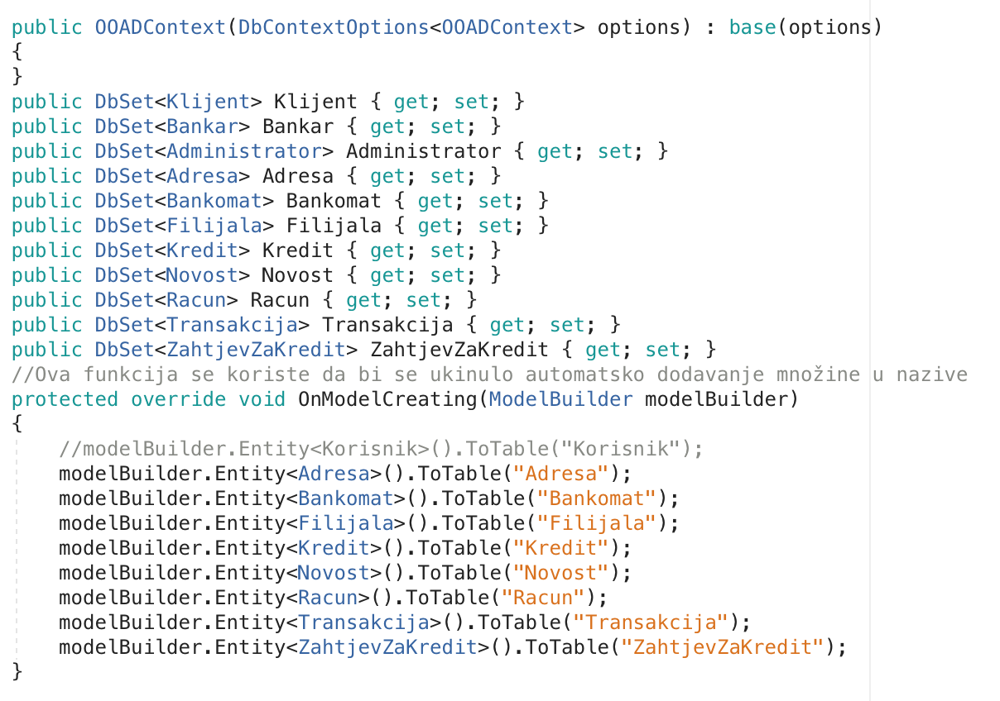 public OOADContext(DbContextOptions<OOADContext> options) : base(options)
{
}
public DbSet<Klijent> Klijent { get; set; }
public DbSet<Bankar> Bankar { get; set; }
public DbSet<Administrator> Administrator { get; set; }
public DbSet<Adresa> Adresa { get; set; }
public DbSet<Bankomat> Bankomat { get; set; }
public DbSet<Filijala> Filijala { get; set; }
public DbSet<Kredit> Kredit { get; set; }
public DbSet<Novost> Novost { get; set; }
public DbSet<Racun> Racun { get; set; }
public DbSet<Transakcija> Transakcija { get; set; }
public DbSet<ZahtjevZaKredit> ZahtjevZaKredit { get; set; }
//Ova funkcija se koriste da bi se ukinulo automatsko dodavanje množine u nazive
protected override void OnModelCreating(ModelBuilder modelBuilder)
{
    //modelBuilder.Entity<Korisnik>().ToTable("Korisnik");
    modelBuilder.Entity<Adresa>().ToTable("Adresa");
    modelBuilder.Entity<Bankomat>().ToTable("Bankomat");
    modelBuilder.Entity<Filijala>().ToTable("Filijala");
    modelBuilder.Entity<Kredit>().ToTable("Kredit");
    modelBuilder.Entity<Novost>().ToTable("Novost");
    modelBuilder.Entity<Racun>().ToTable("Racun");
    modelBuilder.Entity<Transakcija>().ToTable("Transakcija");
    modelBuilder.Entity<ZahtjevZaKredit>().ToTable("ZahtjevZaKredit");
}